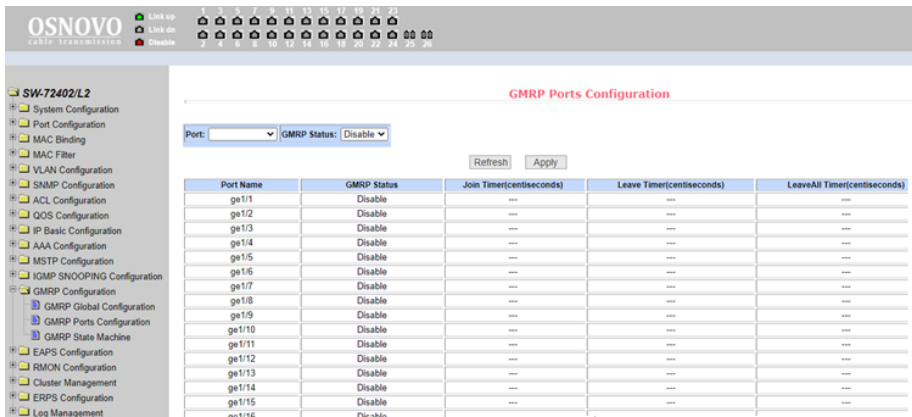 OSNOVO
cable transmission
Link up
Link dn
Disable
1 3 5 7 9 11 13 15 17 19 21 23
2 4 6 8 10 12 14 16 18 20 22 24 25 26
SW-72402/L2
System Configuration
Port Configuration
MAC Binding
MAC Filter
VLAN Configuration
SNMP Configuration
ACL Configuration
QOS Configuration
IP Basic Configuration
AAA Configuration
MSTP Configuration
IGMP SNOOPING Configuration
GMRP Configuration
GMRP Global Configuration
GMRP Ports Configuration
GMRP State Machine
EAPS Configuration
RMON Configuration
Cluster Management
ERPS Configuration
Log Management
GMRP Ports Configuration
Port: GMRP Status: Disable
Refresh Apply
Port Name GMRP Status Join Timer(centiseconds) Leave Timer(centiseconds) LeaveAll Timer(centiseconds)
ge1/1 Disable --- --- ---
ge1/2 Disable --- --- ---
ge1/3 Disable --- --- ---
ge1/4 Disable --- --- ---
ge1/5 Disable --- --- ---
ge1/6 Disable --- --- ---
ge1/7 Disable --- --- ---
ge1/8 Disable --- --- ---
ge1/9 Disable --- --- ---
ge1/10 Disable --- --- ---
ge1/11 Disable --- --- ---
ge1/12 Disable --- --- ---
ge1/13 Disable --- --- ---
ge1/14 Disable --- --- ---
ge1/15 Disable --- --- ---
ge1/16 Disable